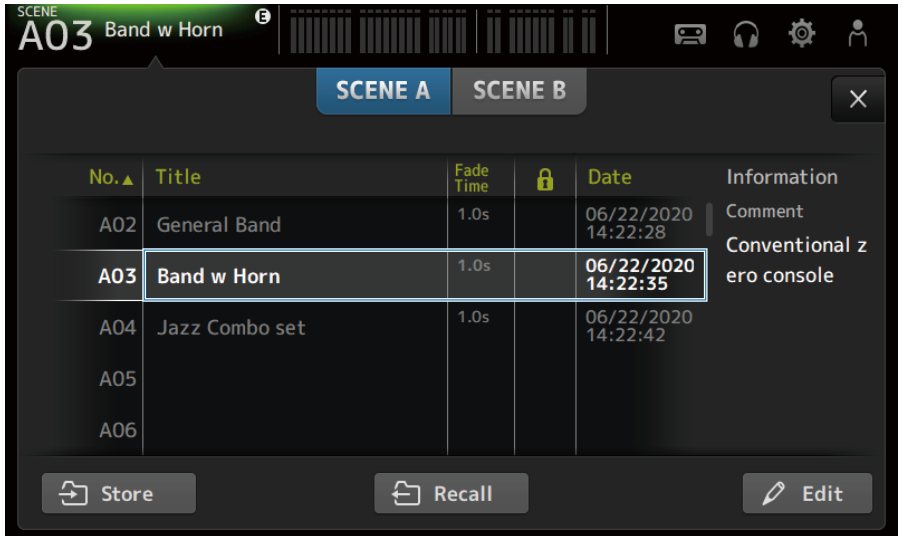 SCENE
A03 Band w Horn E
SCENE A SCENE B
No.▲ Title Fade Time Date Information
A02 General Band 1.0s 06/22/2020 14:22:28 Comment
A03 Band w Horn 1.0s 06/22/2020 14:22:35 Conventional z
ero console
A04 Jazz Combo set 1.0s 06/22/2020 14:22:42
A05
A06
Store Recall Edit